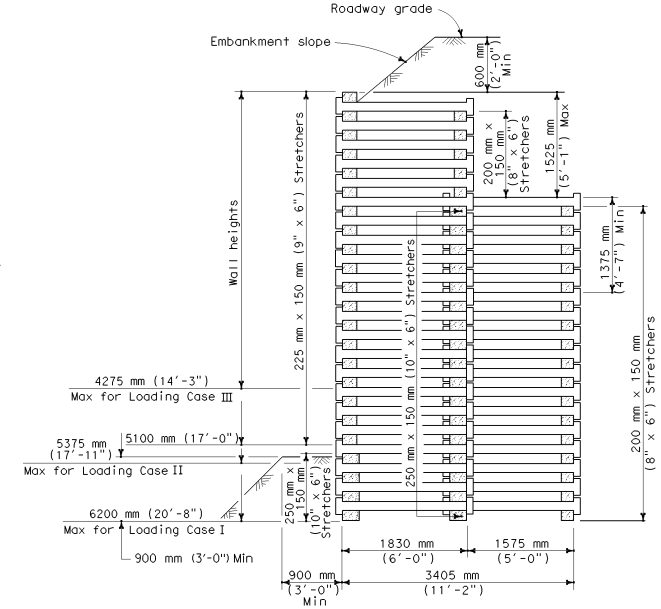 Roadway grade
Embankment slope
600 mm
(2'-0")
Min
200 mm x
150 mm
(8" x 6")
Stretchers
1525 mm
(5'-1") Max
Wall heights
225 mm x 150 mm (9" x 6") Stretchers
250 mm x 150 mm (10" x 6") Stretchers
1375 mm
(4'-7") Min
200 mm x 150 mm
(8" x 6") Stretchers
4275 mm (14'-3")
Max for Loading Case III
5375 mm
(17'-11")
5100 mm (17'-0")
Max for Loading Case II
6200 mm (20'-8")
Max for Loading Case I
250 mm x
150 mm
(10" x 6")
Stretchers
900 mm (3'-0") Min
1830 mm
(6'-0")
1575 mm
(5'-0")
900 mm
(3'-0")
Min
3405 mm
(11'-2")